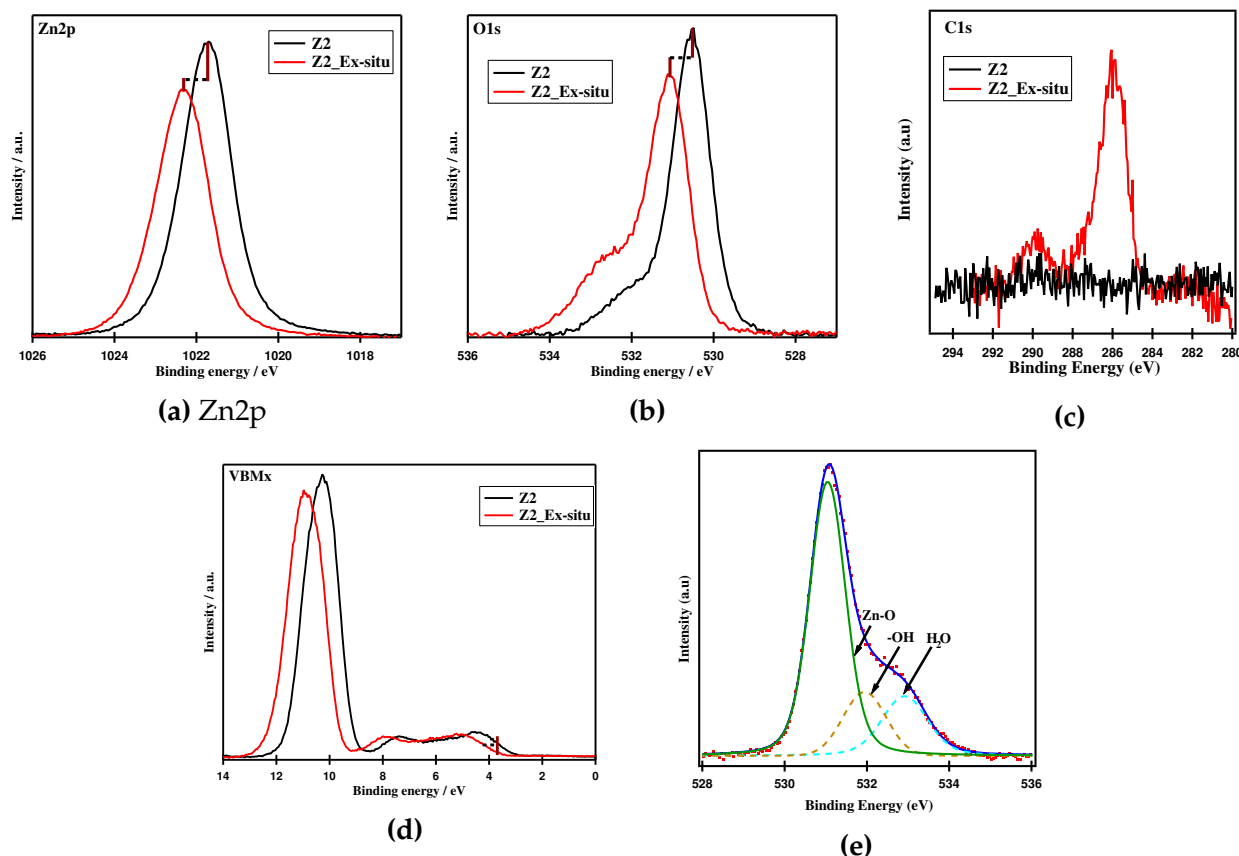 Zn2p
Z2
Z2_Ex-situ
Intensity / a.u.
1026 1024 1022 1020 1018
Binding energy / eV
(a) Zn2p
O1s
Z2
Z2_Ex-situ
Intensity / a.u.
536 534 532 530 528
Binding energy / eV
(b)
C1s
Z2
Z2_Ex-situ
Intensity (a.u)
294 292 290 288 286 284 282 280
Binding Energy (eV)
(c)
VBMx
Z2
Z2_Ex-situ
Intensity / a.u.
14 12 10 8 6 4 2 0
Binding energy / eV
(d)
Zn-O
-OH
H₂O
Intensity (a.u)
528 530 532 534 536
Binding Energy (eV)
(e)